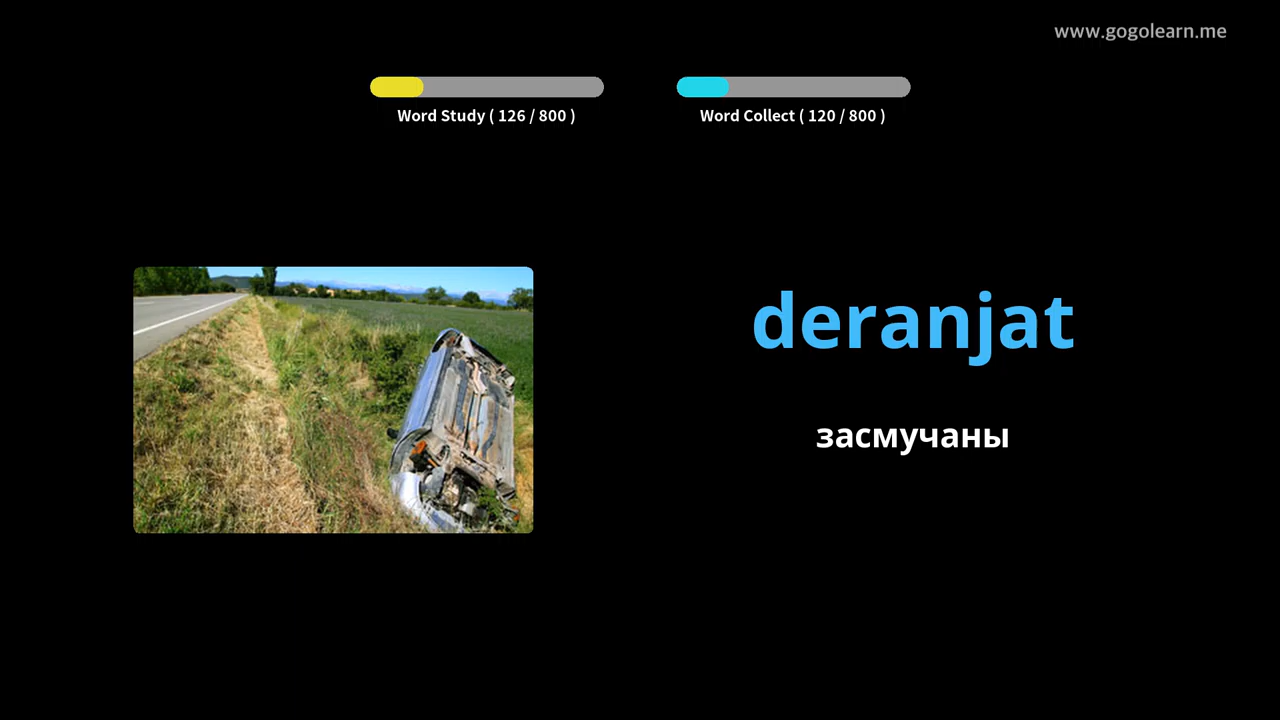 www.gogolearn.me
Word Study ( 126 / 800 )
Word Collect ( 120 / 800 )
deranjat
засмучаны